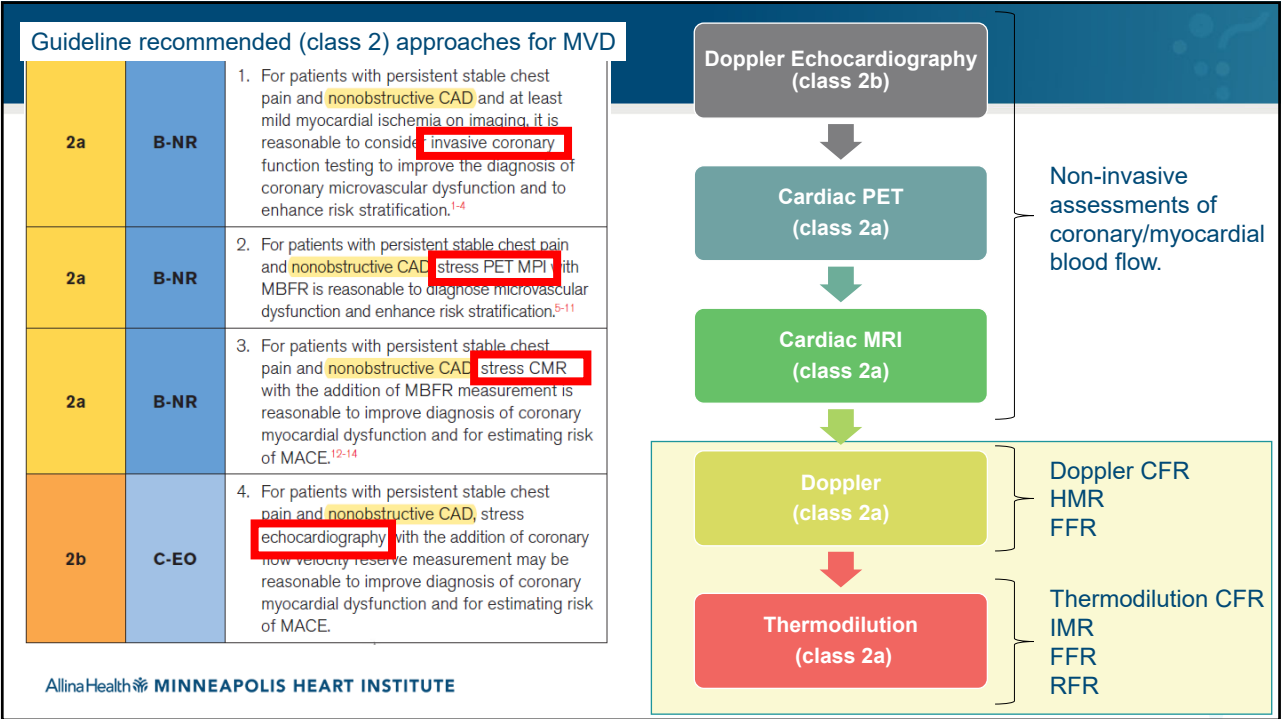 Guideline recommended (class 2) approaches for MVD
2a
B-NR
1. For patients with persistent stable chest
pain and nonobstructive CAD and at least
mild myocardial ischemia on imaging, it is
reasonable to consider invasive coronary
function testing to improve the diagnosis of
coronary microvascular dysfunction and to
enhance risk stratification.1-4
2a
B-NR
2. For patients with persistent stable chest pain
and nonobstructive CAD stress PET MPI with
MBFR is reasonable to diagnose microvascular
dysfunction and enhance risk stratification.5-11
2a
B-NR
3. For patients with persistent stable chest
pain and nonobstructive CAD stress CMR
with the addition of MBFR measurement is
reasonable to improve diagnosis of coronary
myocardial dysfunction and for estimating risk
of MACE.12-14
2b
C-EO
4. For patients with persistent stable chest
pain and nonobstructive CAD, stress
echocardiography with the addition of coronary
flow velocity reserve measurement may be
reasonable to improve diagnosis of coronary
myocardial dysfunction and for estimating risk
of MACE.
AllinaHealth MINNEAPOLIS HEART INSTITUTE
Doppler Echocardiography
(class 2b)
Cardiac PET
(class 2a)
Cardiac MRI
(class 2a)
Doppler
(class 2a)
Thermodilution
(class 2a)
Non-invasive
assessments of
coronary/myocardial
blood flow.
Doppler CFR
HMR
FFR
Thermodilution CFR
IMR
FFR
RFR